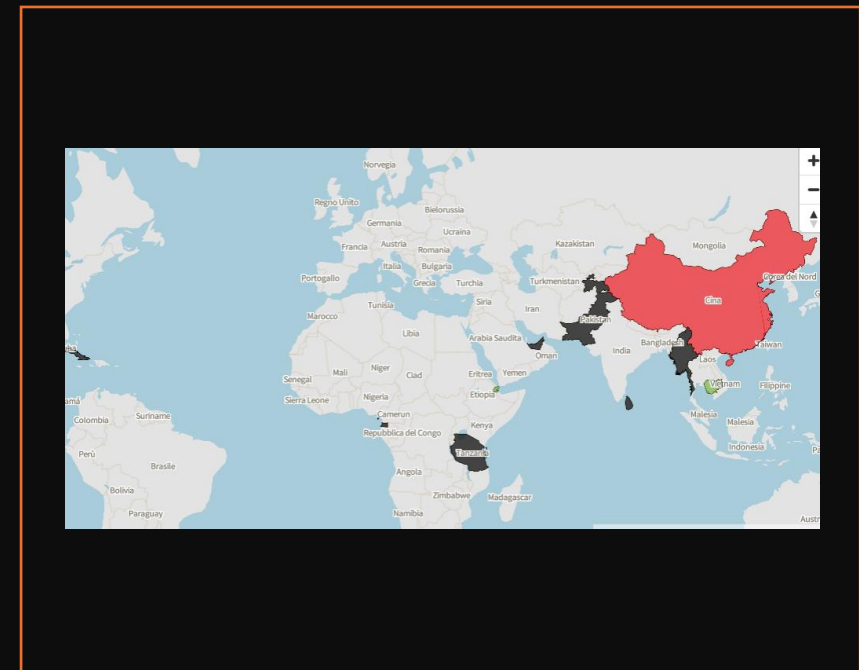 +
Norvegia
−
Regno Unito
Bielorussia
Germania
Ucraina
Francia
Austria
Romania
Kazakistan
Mongolia
Italia
Bulgaria
Portogallo
Grecia
Turchia
Turkmenistan
Corea del Nord
Tunisia
Siria
Iran
Cina
Marocco
Pakistan
Libia
Arabia Saudita
Bangladesh
Taiwan
Oman
India
Laos
Mali
Niger
Ciad
Eritrea
Yemen
Senegal
Vietnam
Filippine
Sierra Leone
Nigeria
Etiopia
Colombia
Suriname
Camerun
Kenya
Malesia
Malesia
Repubblica del Congo
Indonesia
Perù
Brasile
Tanzania
Angola
Bolivia
Zimbabwe
Madagascar
Paraguay
Namibia
Austr